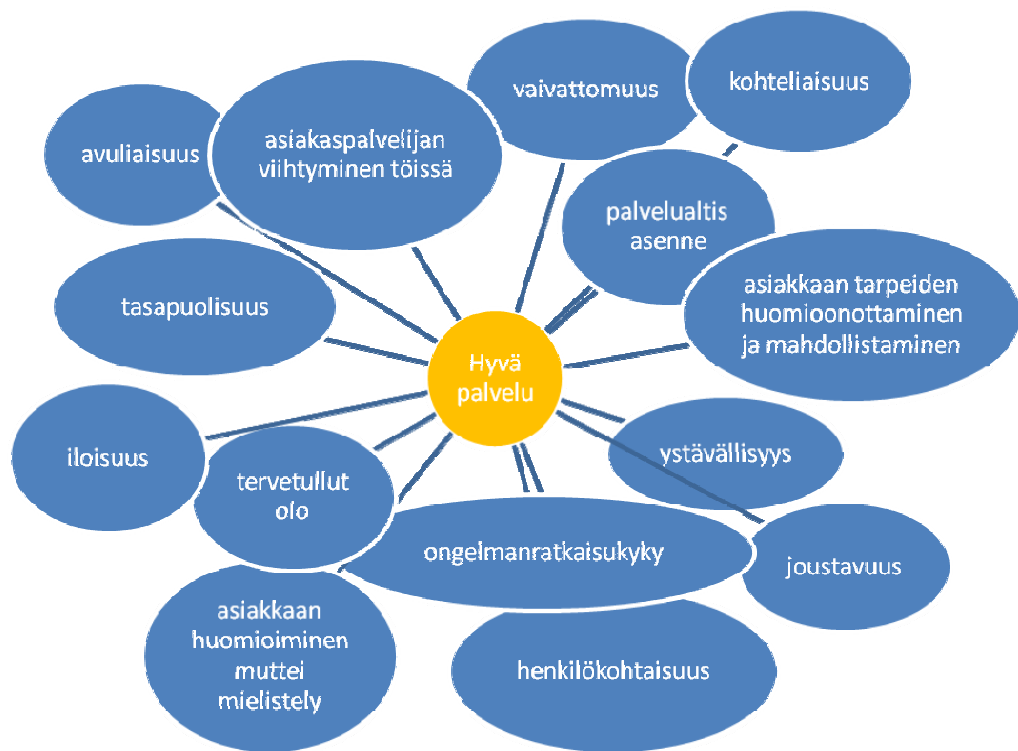 vaivattomuus
kohteliaisuus
avuliaisuus
asiakaspalvelijan
viihtyminen töissä
palvelualtis
asenne
tasapuolisuus
asiakkaan tarpeiden
huomioonottaminen
ja mahdollistaminen
Hyvä
palvelu
iloisuus
tervetullut
olo
ystävällisyys
ongelmanratkaisukyky
joustavuus
asiakkaan
huomioiminen
muttei
mielistely
henkilökohtaisuus